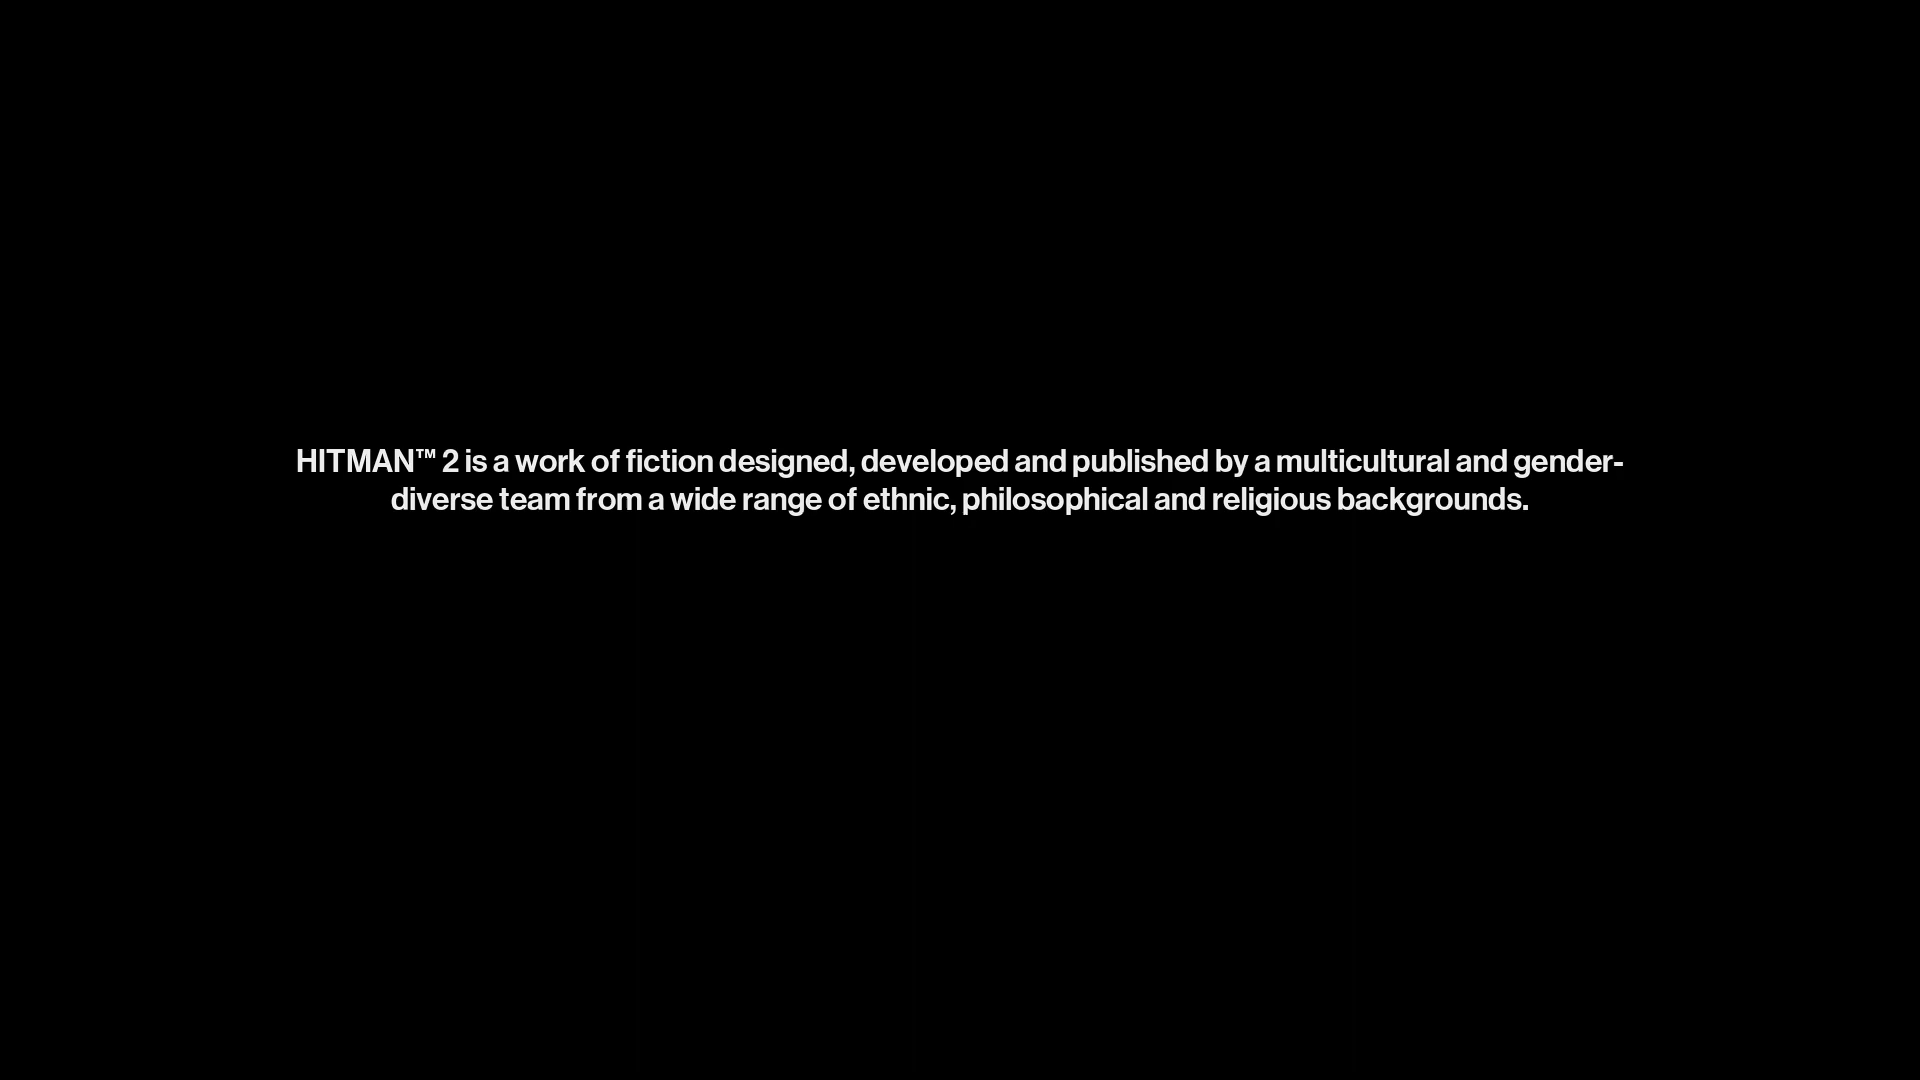 HITMAN™ 2 is a work of fiction designed, developed and published by a multicultural and gender-
diverse team from a wide range of ethnic, philosophical and religious backgrounds.